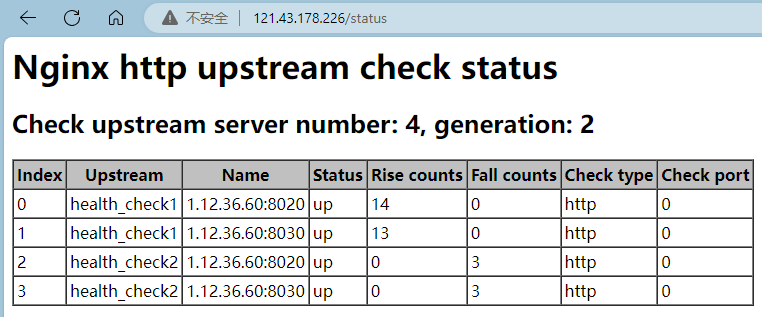 不安全 121.43.178.226/status
Nginx http upstream check status
Check upstream server number: 4, generation: 2
Index Upstream Name Status Rise counts Fall counts Check type Check port
0 health_check1 1.12.36.60:8020 up 14 0 http 0
1 health_check1 1.12.36.60:8030 up 13 0 http 0
2 health_check2 1.12.36.60:8020 up 0 3 http 0
3 health_check2 1.12.36.60:8030 up 0 3 http 0